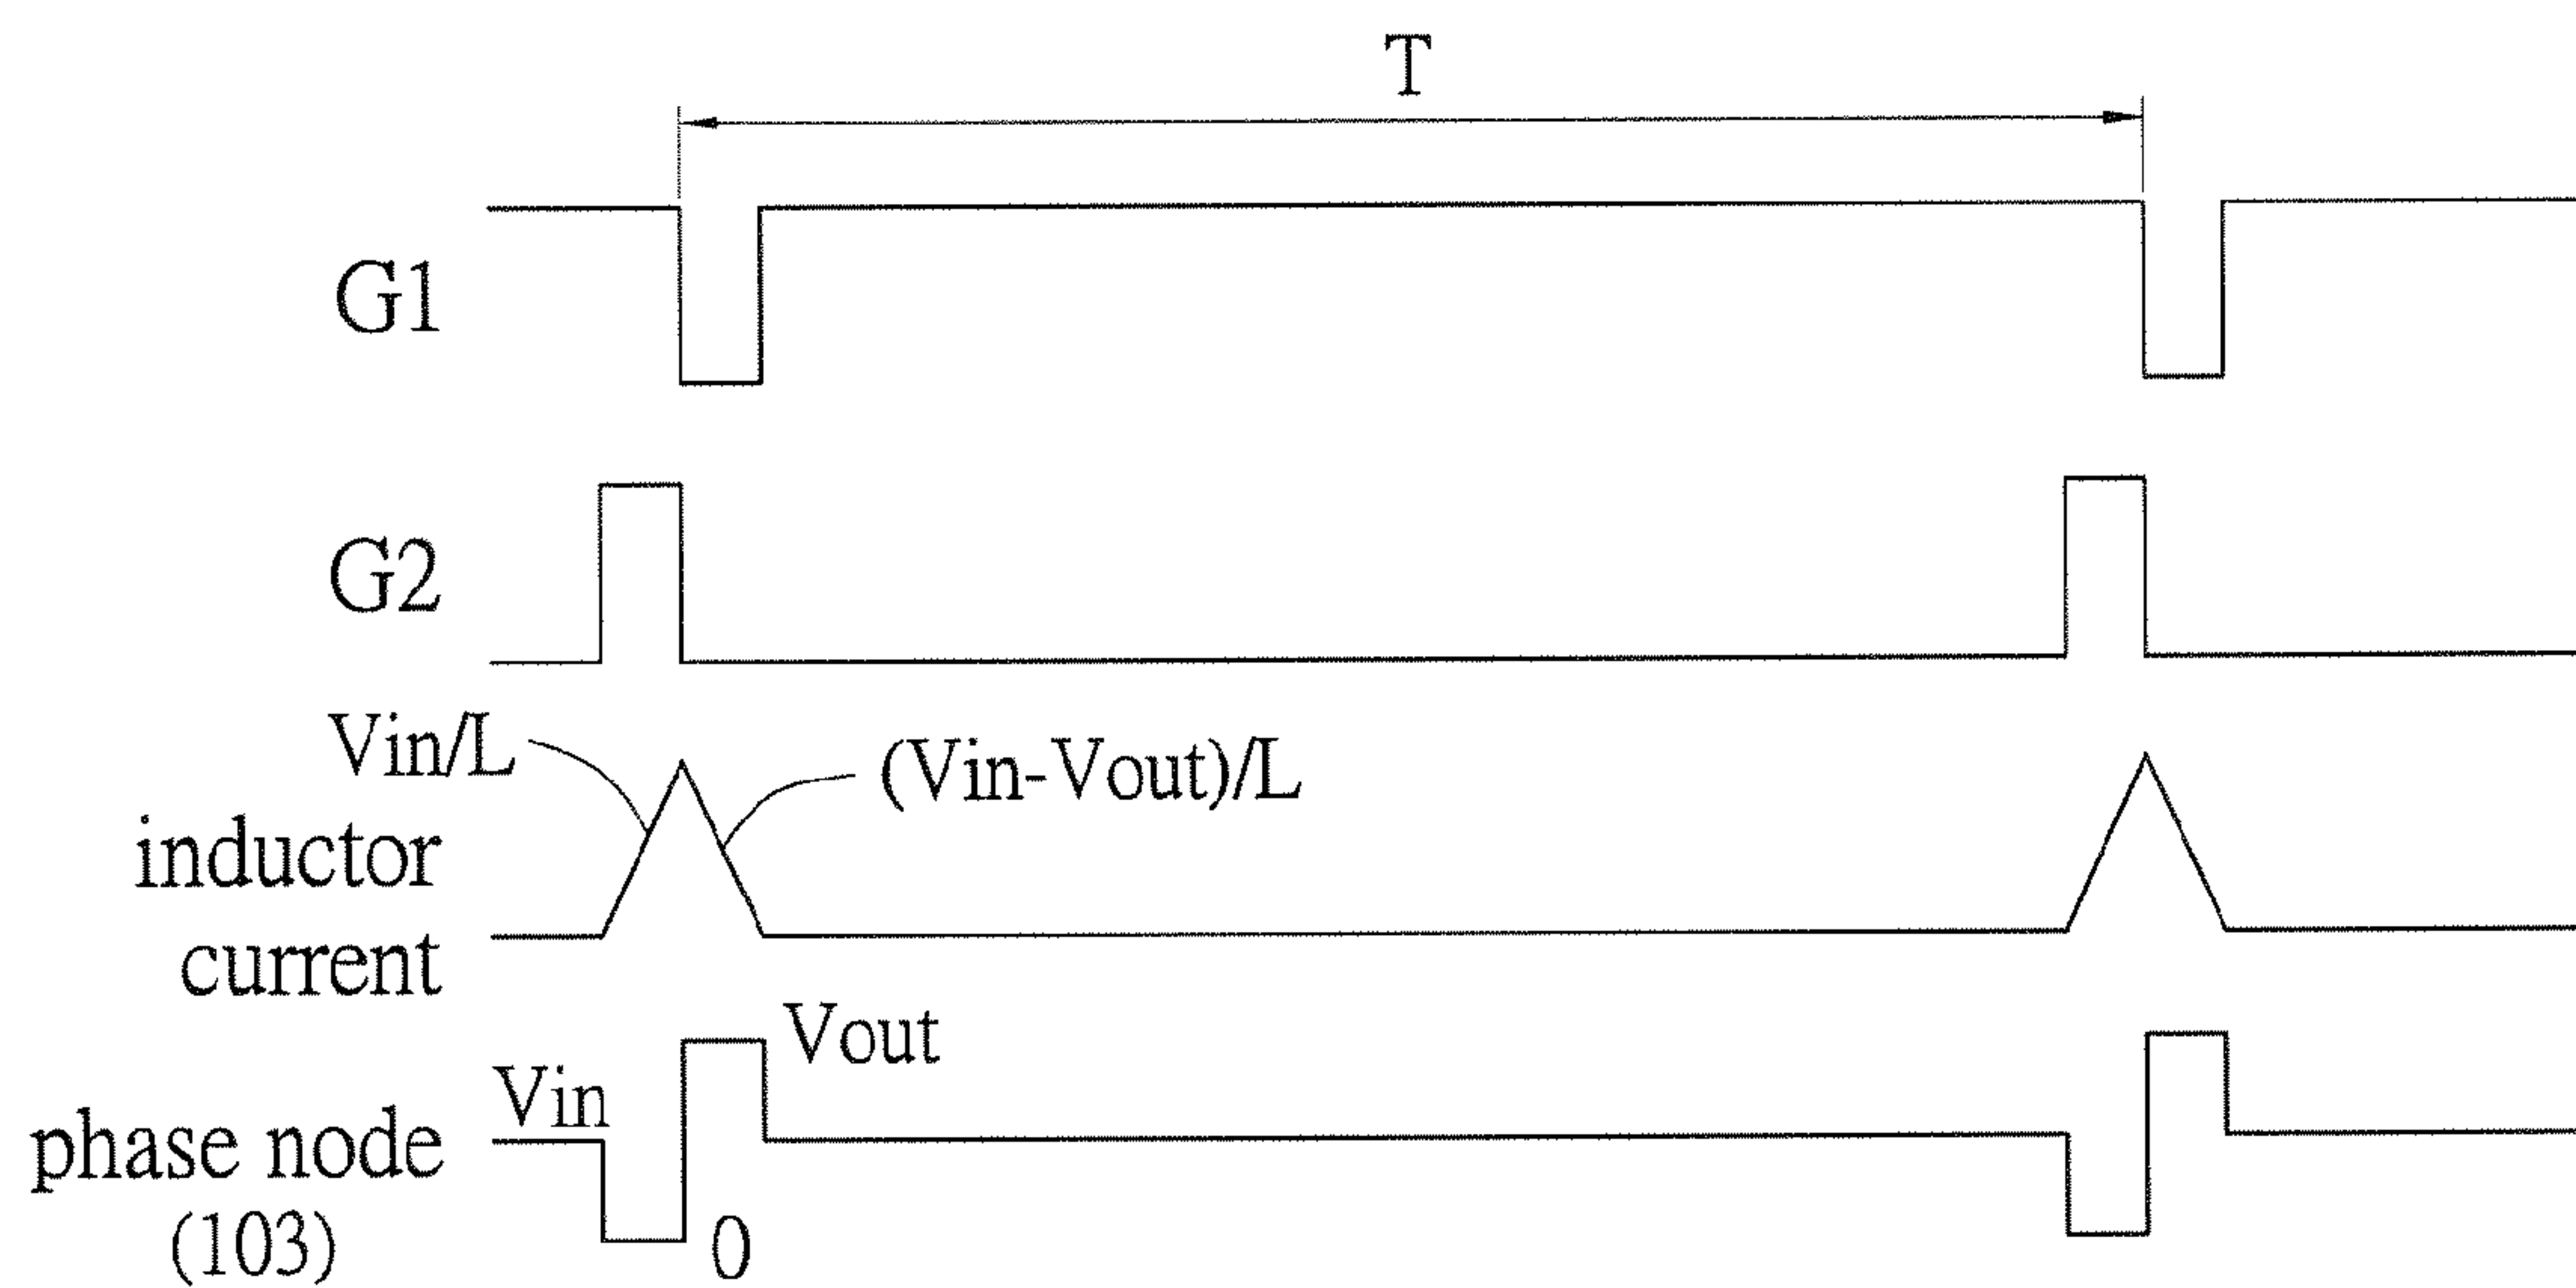 T
G1
G2
Vin/L
(Vin-Vout)/L
inductor
current
Vout
Vin
phase node
(103)
0